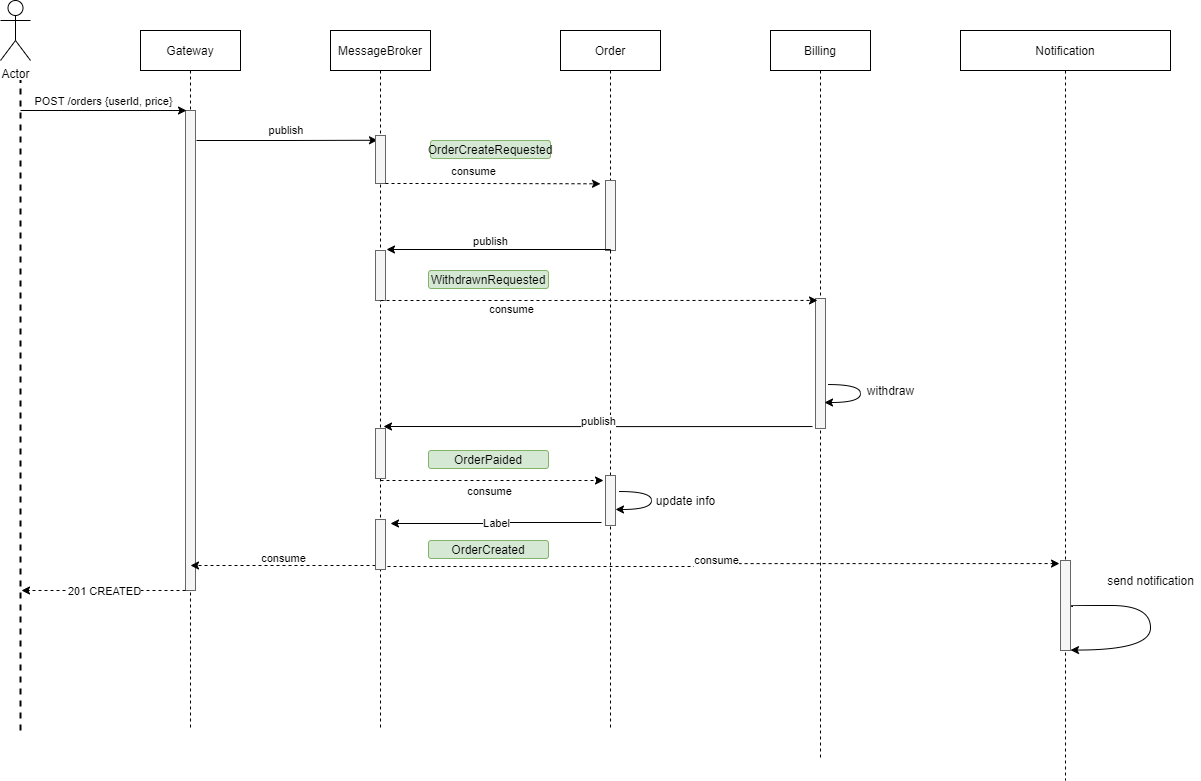 Actor
Gateway
MessageBroker
Order
Billing
Notification
POST /orders {userId, price}
publish
OrderCreateRequested
consume
publish
WithdrawnRequested
consume
withdraw
publish
OrderPaided
consume
update info
Label
OrderCreated
consume
consume
send notification
201 CREATED